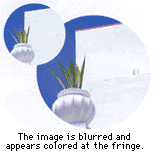 The image is blurred and
appears colored at the fringe.